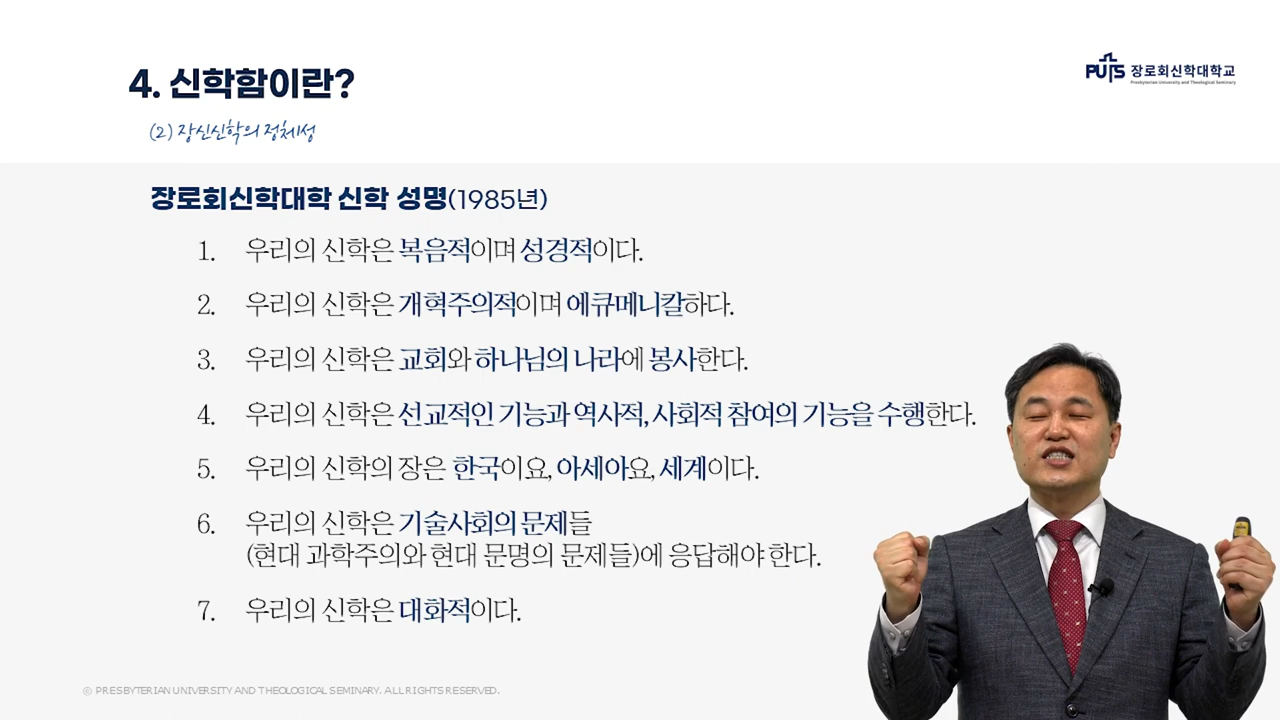 4. 신학함이란?
(2) 장신신학의 정체성
PUTS 장로회신학대학교
Presbyterian University and Theological Seminary
장로회신학대학 신학 성명(1985년)
1. 우리의 신학은 복음적이며 성경적이다.
2. 우리의 신학은 개혁주의적이며 에큐메니칼하다.
3. 우리의 신학은 교회와 하나님의 나라에 봉사한다.
4. 우리의 신학은 선교적인 기능과 역사적, 사회적 참여의 기능을 수행한다.
5. 우리의 신학의 장은 한국이요, 아세아요, 세계이다.
6. 우리의 신학은 기술사회의 문제들
(현대 과학주의와 현대 문명의 문제들)에 응답해야 한다.
7. 우리의 신학은 대화적이다.
© PRESBYTERIAN UNIVERSITY AND THEOLOGICAL SEMINARY. ALL RIGHTS RESERVED.